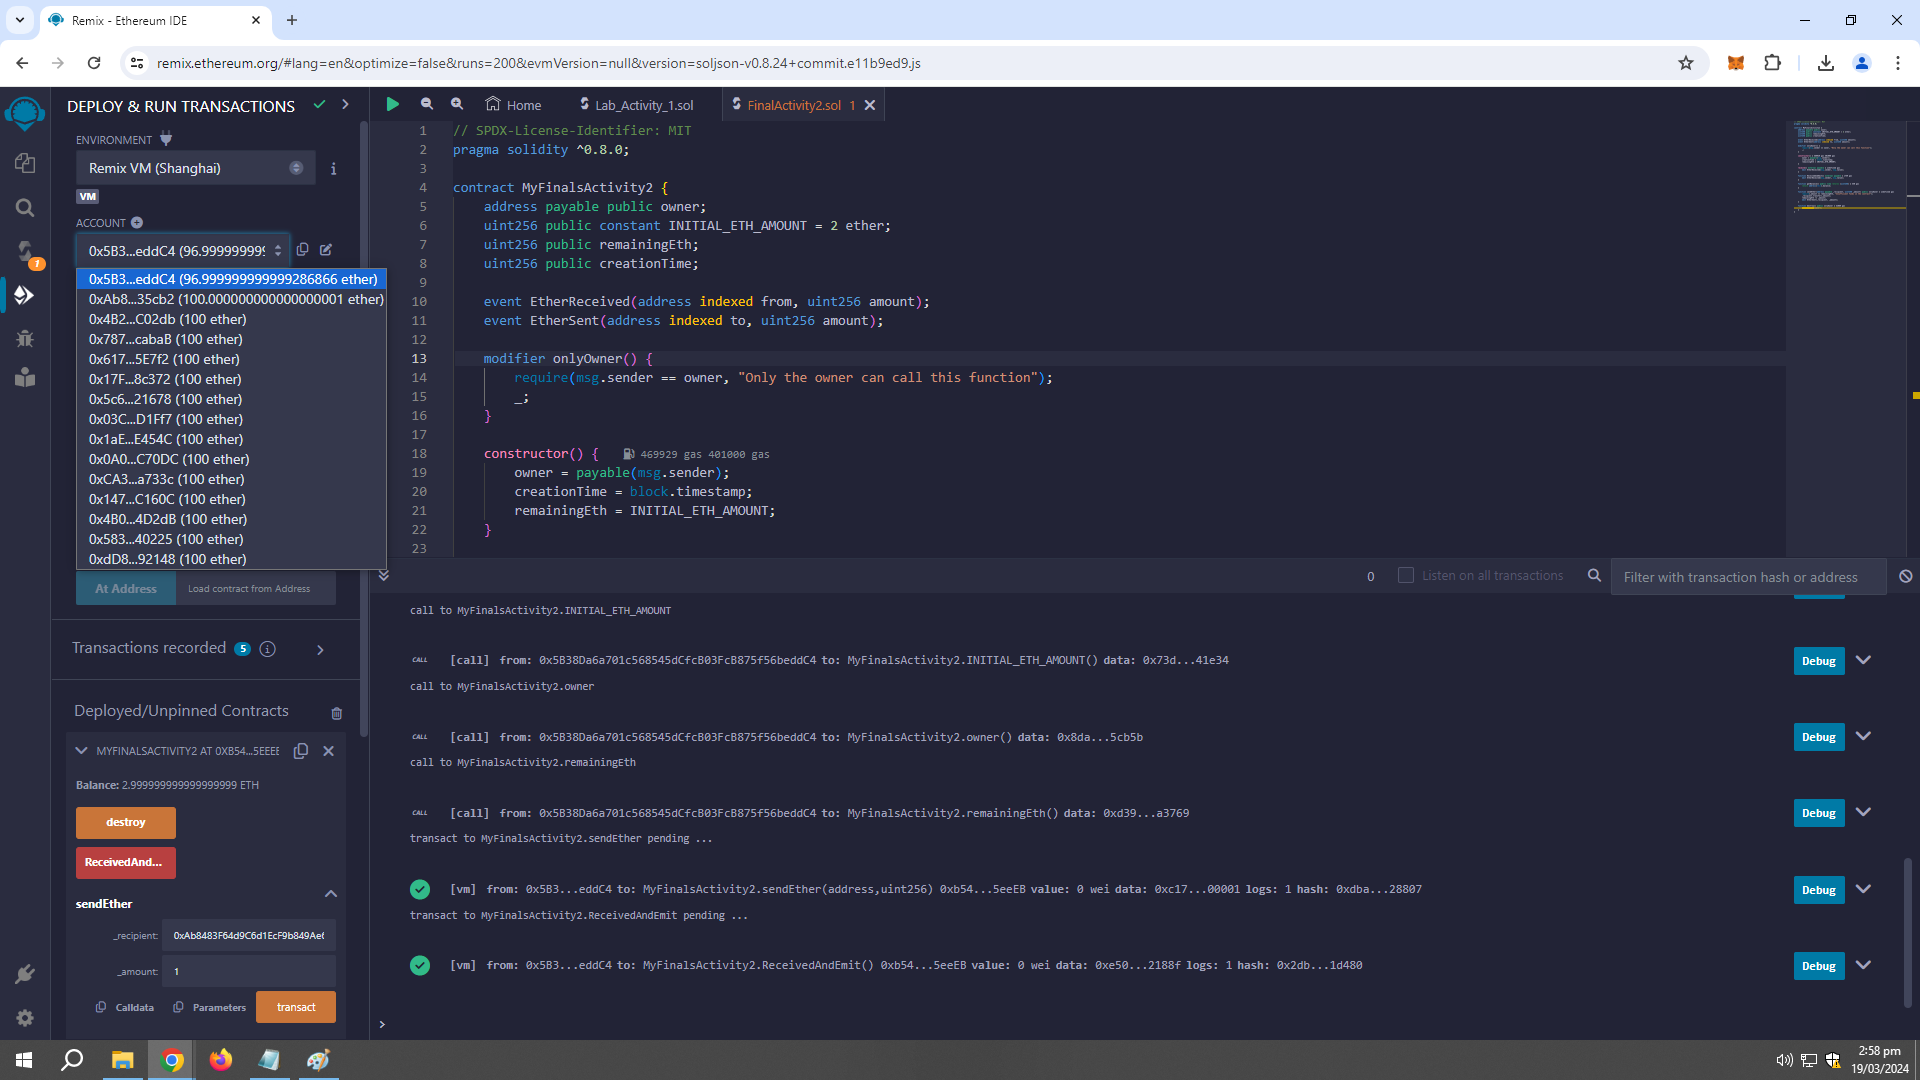 Remix - Ethereum IDE
remix.ethereum.org/#lang=en&optimize=false&runs=200&evmVersion=null&version=soljson-v0.8.24+commit.e11b9ed9.js
DEPLOY & RUN TRANSACTIONS
ENVIRONMENT
Remix VM (Shanghai)
VM
ACCOUNT
0x5B3...eddC4 (96.999999999
0x5B3...eddC4 (96.999999999999286866 ether)
0xAb8...35cb2 (100.000000000000000001 ether)
0x4B2...C02db (100 ether)
0x787...cabaB (100 ether)
0x617...5E7f2 (100 ether)
0x17F...8c372 (100 ether)
0x5c6...21678 (100 ether)
0x03C...D1Ff7 (100 ether)
0x1aE...E454C (100 ether)
0x0A0...C70DC (100 ether)
0xCA3...a733c (100 ether)
0x147...C160C (100 ether)
0x4B0...4D2dB (100 ether)
0x583...40225 (100 ether)
0xdD8...92148 (100 ether)
At Address Load contract from Address
Transactions recorded 5
Deployed/Unpinned Contracts
MYFINALSACTIVITY2 AT 0XB54...5EEEE
Balance: 2.999999999999999999 ETH
destroy
ReceivedAnd...
sendEther
_recipient: 0xAb8483F64d9C6d1EcF9b849Ae6
_amount: 1
Calldata Parameters transact
1
Home Lab_Activity_1.sol FinalActivity2.sol 1
1 // SPDX-License-Identifier: MIT
2 pragma solidity ^0.8.0;
3
4 contract MyFinalsActivity2 {
5 address payable public owner;
6 uint256 public constant INITIAL_ETH_AMOUNT = 2 ether;
7 uint256 public remainingEth;
8 uint256 public creationTime;
9
10 event EtherReceived(address indexed from, uint256 amount);
11 event EtherSent(address indexed to, uint256 amount);
12
13 modifier onlyOwner() {
14 require(msg.sender == owner, "Only the owner can call this function");
15 _;
16 }
17
18 constructor() { 469929 gas 401000 gas
19 owner = payable(msg.sender);
20 creationTime = block.timestamp;
21 remainingEth = INITIAL_ETH_AMOUNT;
22 }
23
0 Listen on all transactions Filter with transaction hash or address
call to MyFinalsActivity2.INITIAL_ETH_AMOUNT
CALL [call] from: 0x5B38Da6a701c568545dCfcB03FcB875f56beddC4 to: MyFinalsActivity2.INITIAL_ETH_AMOUNT() data: 0x73d...41e34 Debug
call to MyFinalsActivity2.owner
CALL [call] from: 0x5B38Da6a701c568545dCfcB03FcB875f56beddC4 to: MyFinalsActivity2.owner() data: 0x8da...5cb5b Debug
call to MyFinalsActivity2.remainingEth
CALL [call] from: 0x5B38Da6a701c568545dCfcB03FcB875f56beddC4 to: MyFinalsActivity2.remainingEth() data: 0xd39...a3769 Debug
transact to MyFinalsActivity2.sendEther pending ...
[vm] from: 0x5B3...eddC4 to: MyFinalsActivity2.sendEther(address,uint256) 0xb54...5eeEB value: 0 wei data: 0xc17...00001 logs: 1 hash: 0xdba...28807 Debug
transact to MyFinalsActivity2.ReceivedAndEmit pending ...
[vm] from: 0x5B3...eddC4 to: MyFinalsActivity2.ReceivedAndEmit() 0xb54...5eeEB value: 0 wei data: 0xe50...2188f logs: 1 hash: 0x2db...1d480 Debug
>
2:58 pm
19/03/2024